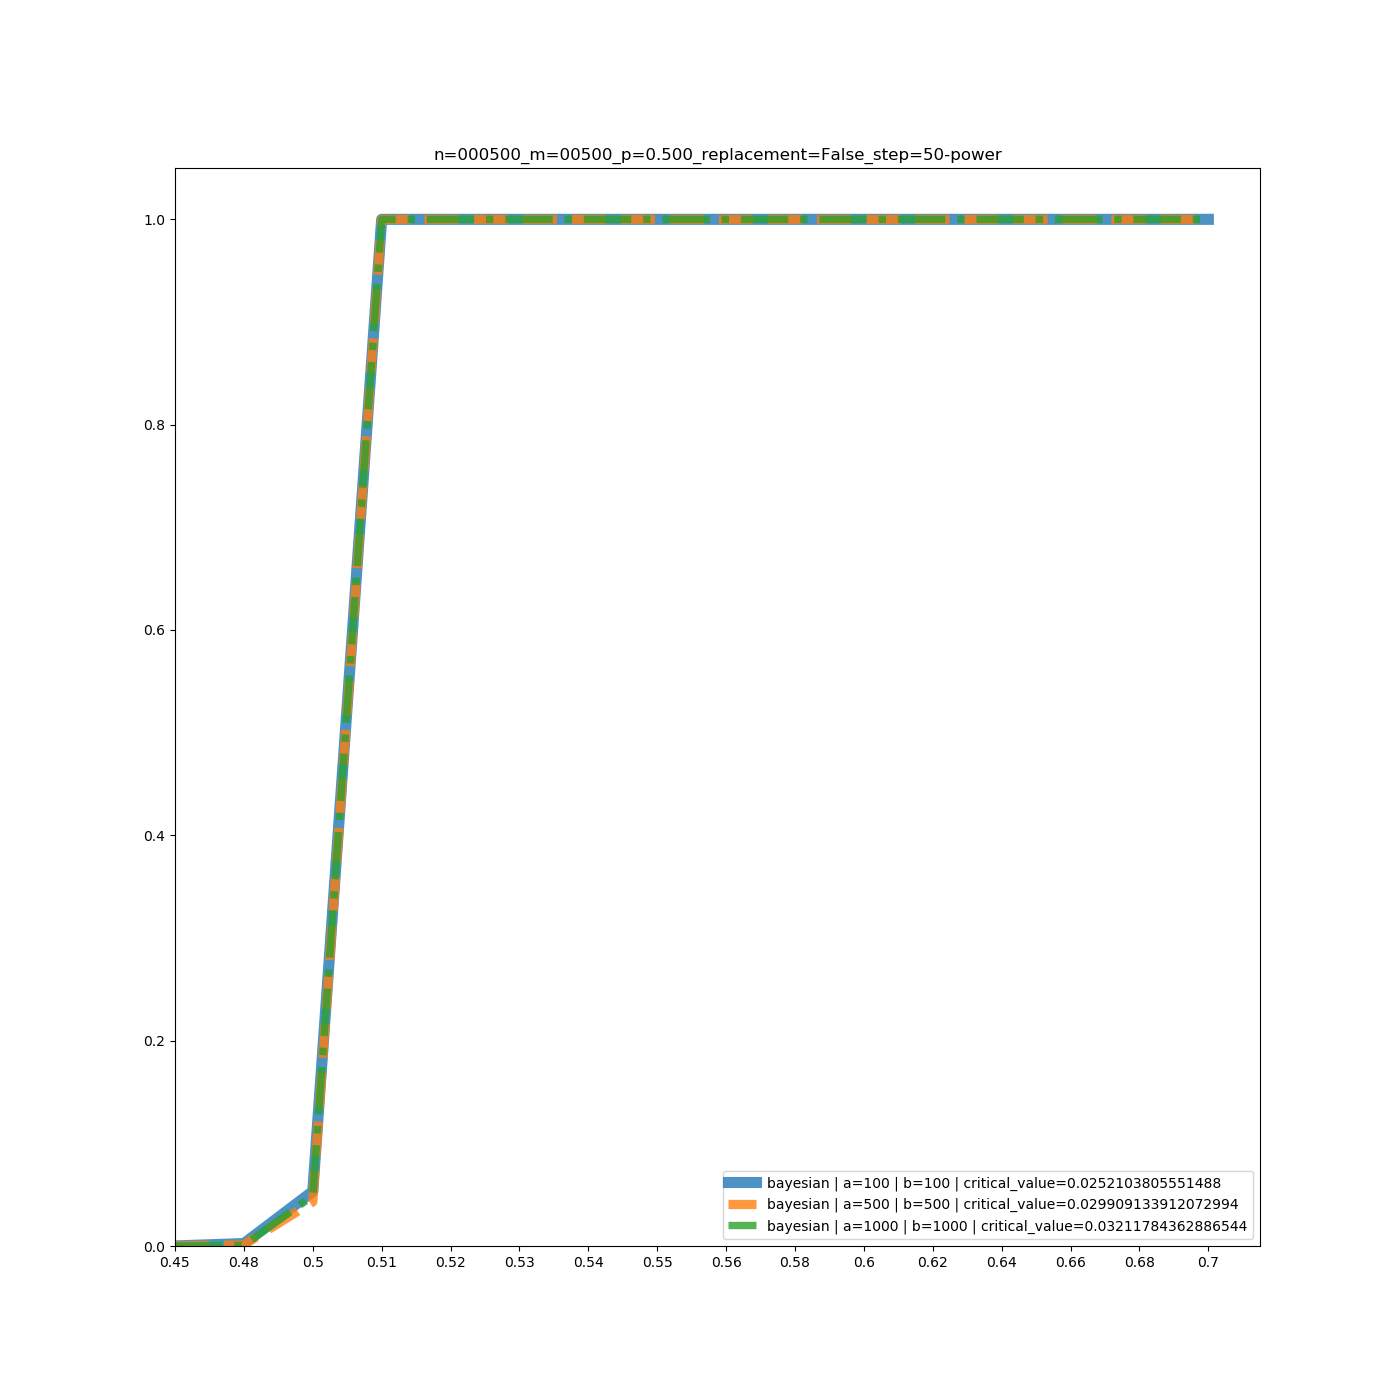 n=000500_m=00500_p=0.500_replacement=False_step=50-power
1.0
0.8
0.6
0.4
0.2
0.0
0.45 0.48 0.5 0.51 0.52 0.53 0.54 0.55 0.56 0.58 0.6 0.62 0.64 0.66 0.68 0.7
bayesian | a=100 | b=100 | critical_value=0.0252103805551488
bayesian | a=500 | b=500 | critical_value=0.029909133912072994
bayesian | a=1000 | b=1000 | critical_value=0.03211784362886544